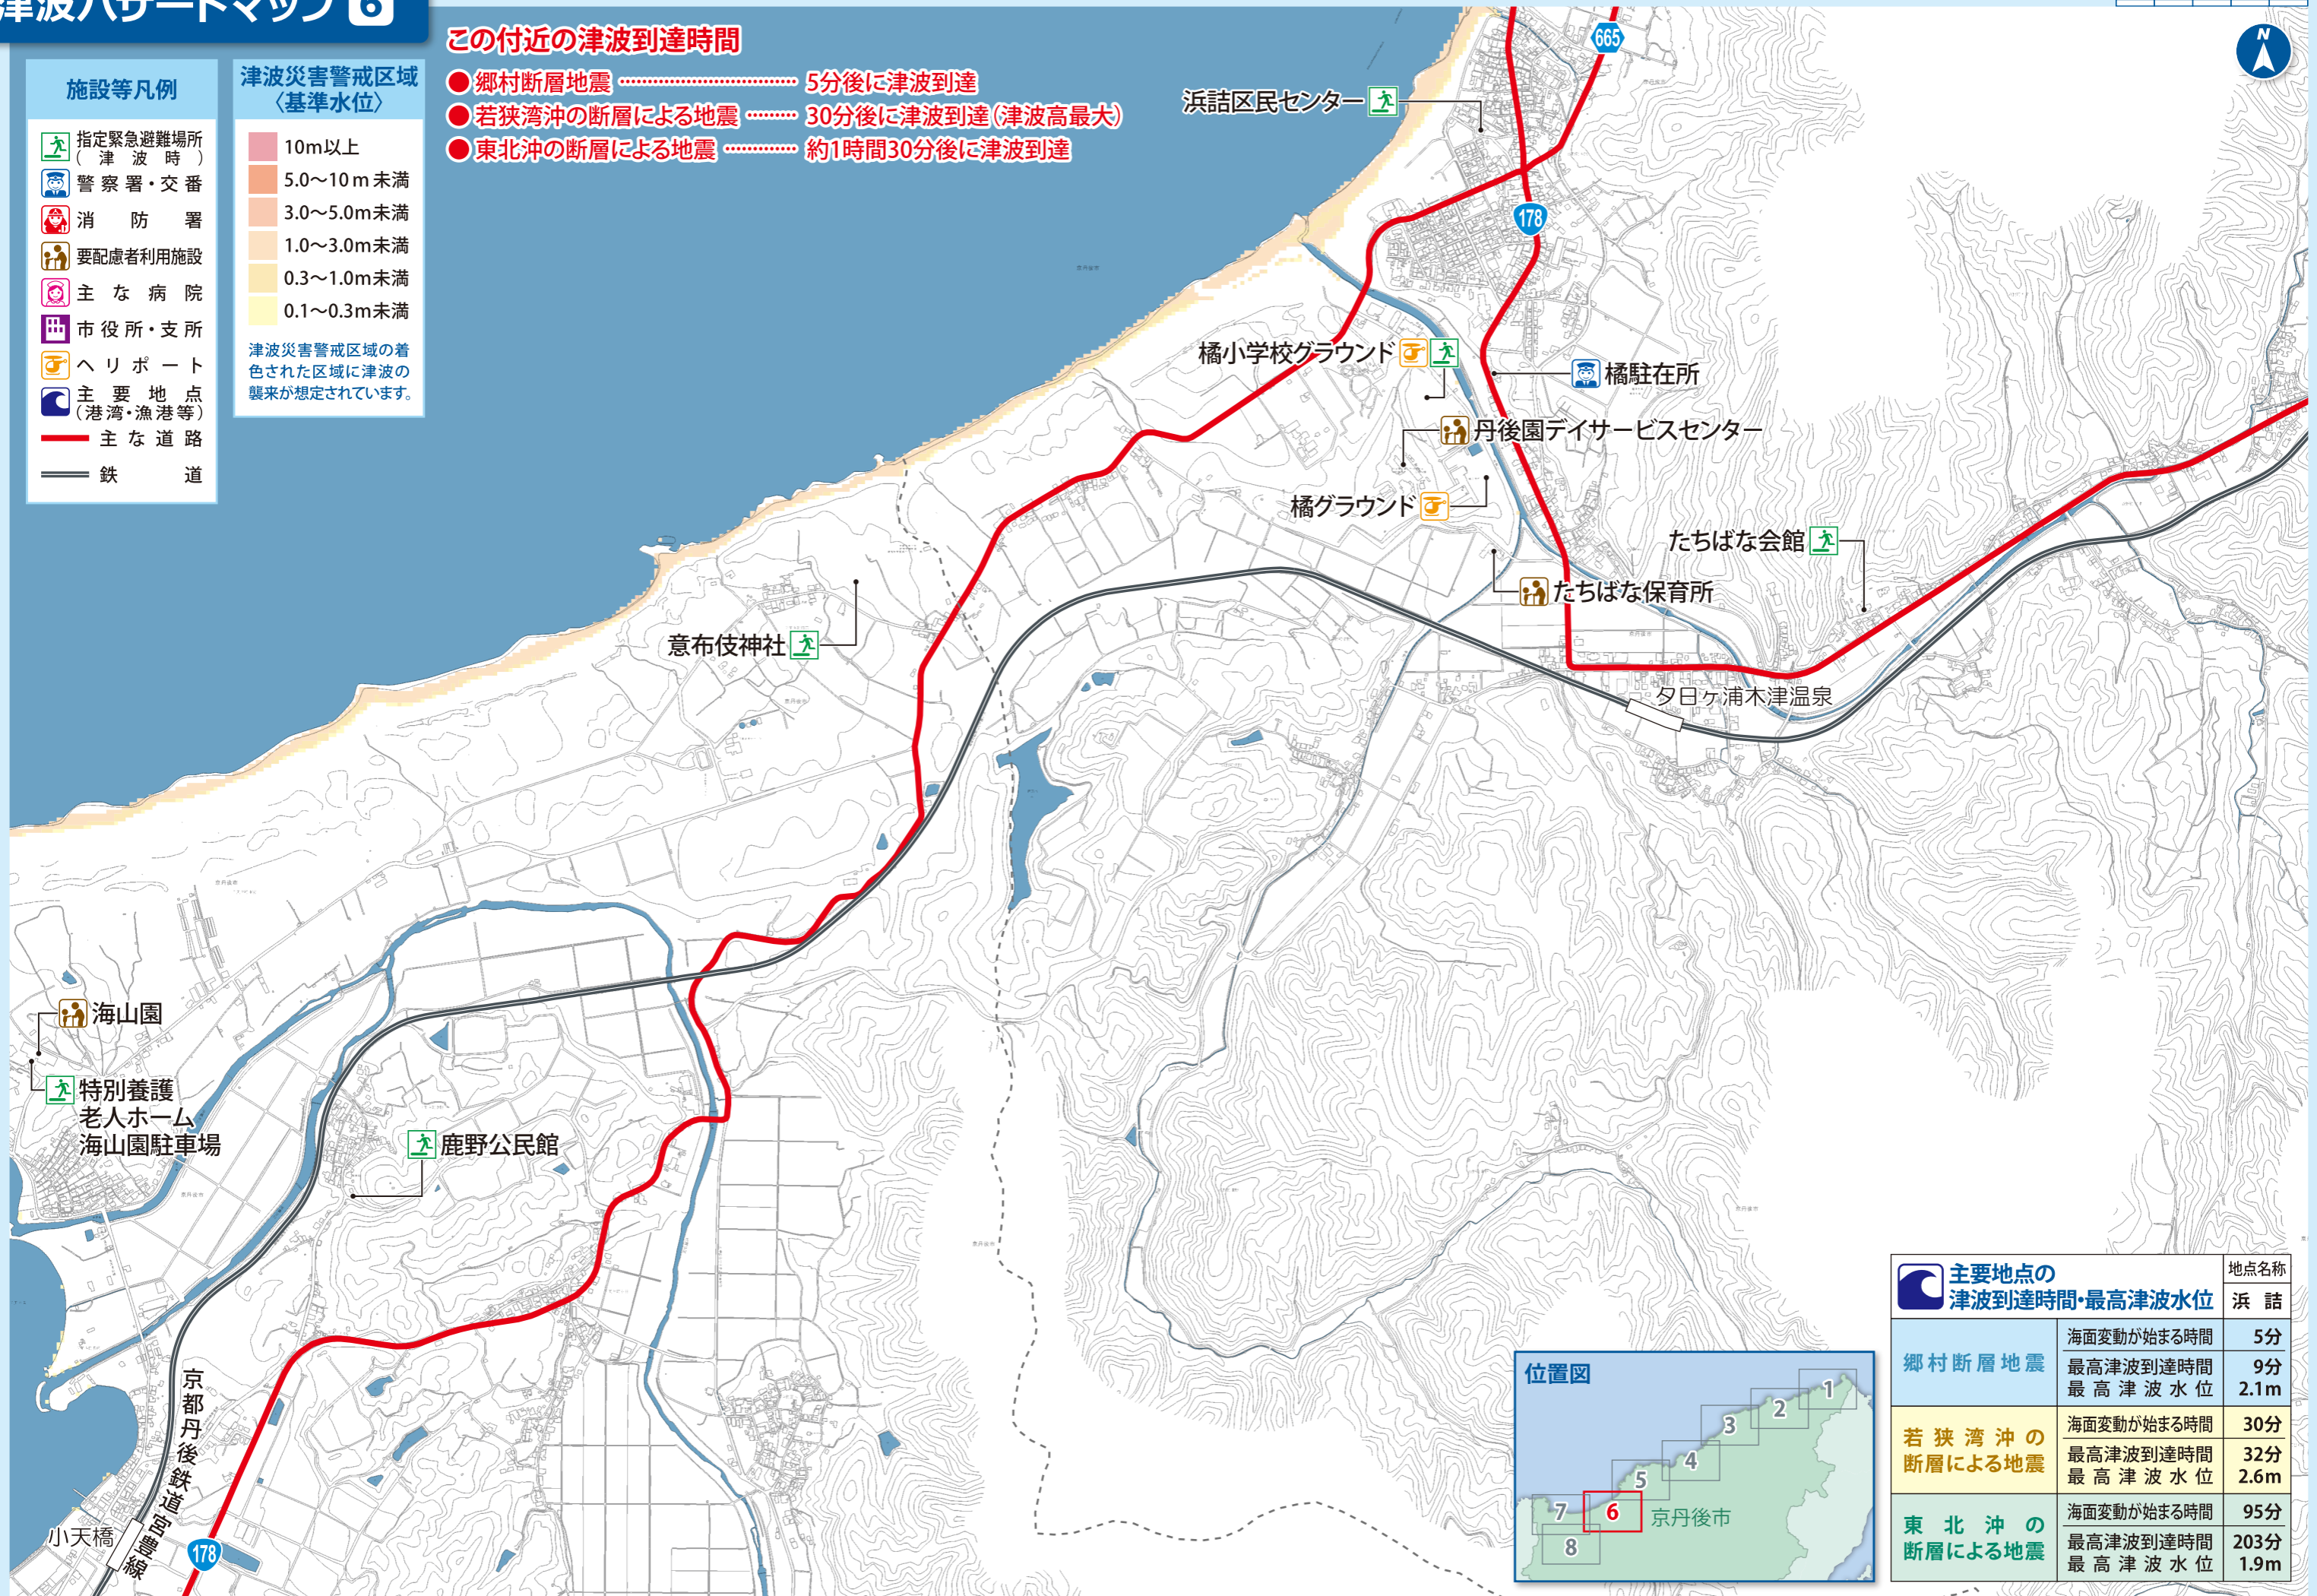 津波ハザードマップ 6
施設等凡例
指定緊急避難場所
(津波時)
警察署・交番
消防署
要配慮者利用施設
主な病院
市役所・支所
ヘリポート
主要地点
(港湾・漁港等)
主な道路
鉄道
津波災害警戒区域
〈基準水位〉
10m以上
5.0〜10m未満
3.0〜5.0m未満
1.0〜3.0m未満
0.3〜1.0m未満
0.1〜0.3m未満
津波災害警戒区域の着
色された区域に津波の
襲来が想定されています。
この付近の津波到達時間
●郷村断層地震 ………… 5分後に津波到達
●若狭湾沖の断層による地震 ……… 30分後に津波到達(津波高最大)
●東北沖の断層による地震 ………… 約1時間30分後に津波到達
N
665
浜詰区民センター
178
橘小学校グラウンド
橘駐在所
丹後園デイサービスセンター
橘グラウンド
たちばな会館
たちばな保育所
意布伎神社
夕日ヶ浦木津温泉
海山園
特別養護
老人ホーム
海山園駐車場
鹿野公民館
京都丹後鉄道宮豊線
小天橋
178
位置図
1
2
3
4
5
6
7
8
京丹後市
主要地点の
津波到達時間・最高津波水位
地点名称
浜詰
郷村断層地震
海面変動が始まる時間 5分
最高津波到達時間 9分
最高津波水位 2.1m
若狭湾沖の
断層による地震
海面変動が始まる時間 30分
最高津波到達時間 32分
最高津波水位 2.6m
東北沖の
断層による地震
海面変動が始まる時間 95分
最高津波到達時間 203分
最高津波水位 1.9m